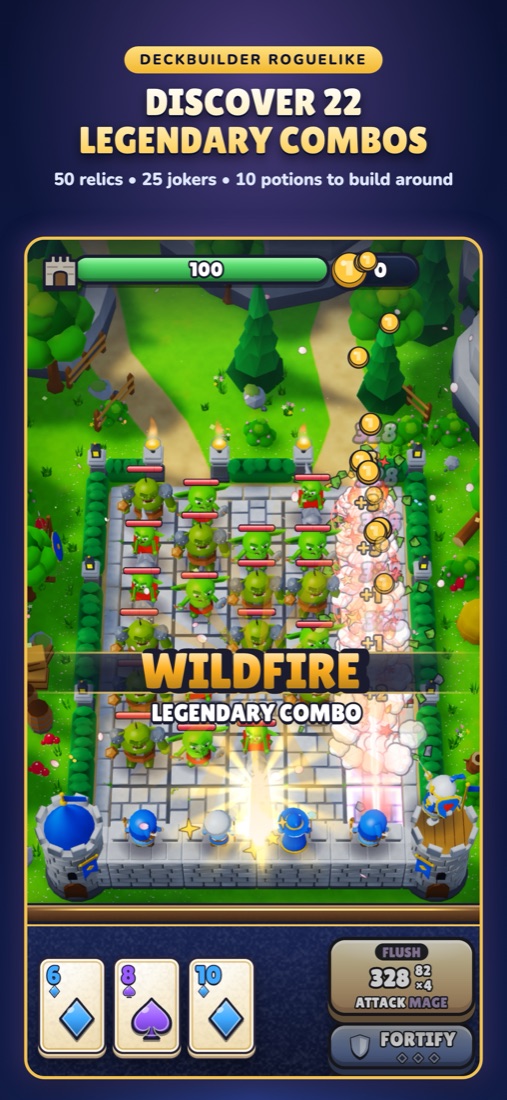 DECKBUILDER ROGUELIKE
DISCOVER 22
LEGENDARY COMBOS
50 relics • 25 jokers • 10 potions to build around
100
0
+1
WILDFIRE
LEGENDARY COMBO
6
8
10
FLUSH
328 82
×4
ATTACK MAGE
FORTIFY